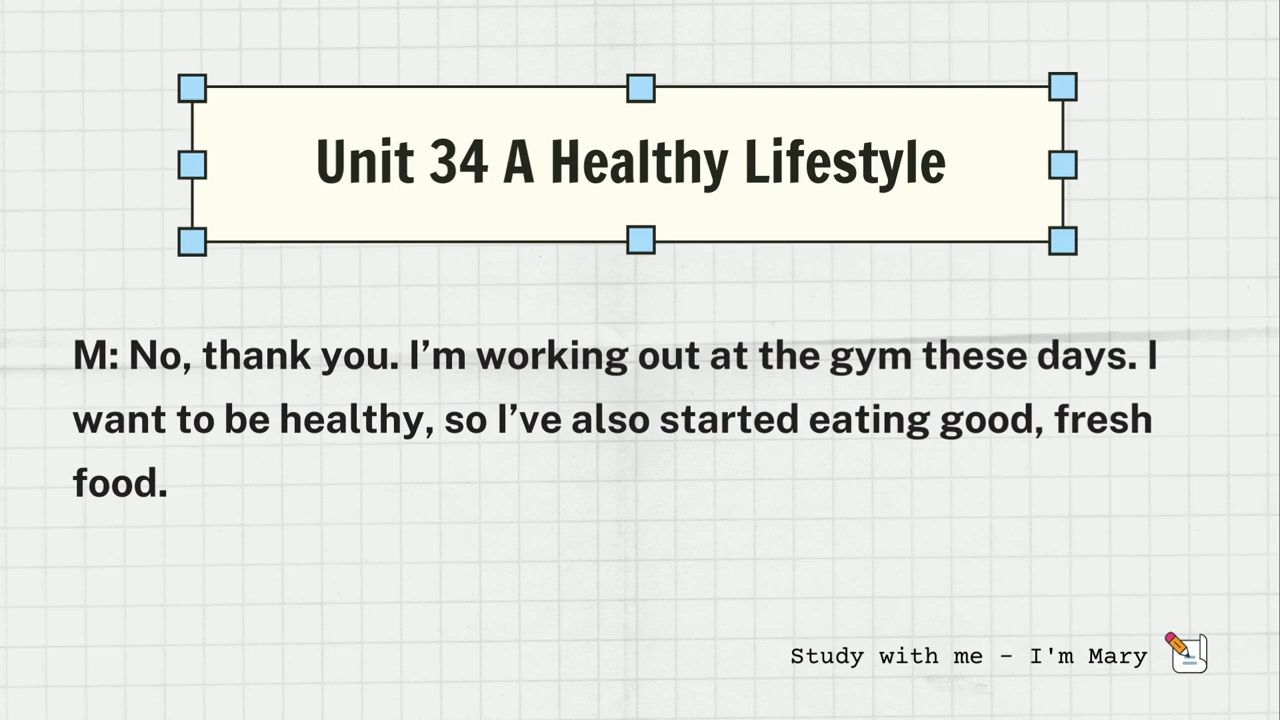 Unit 34 A Healthy Lifestyle
M: No, thank you. I’m working out at the gym these days. I
want to be healthy, so I’ve also started eating good, fresh
food.
Study with me - I'm Mary